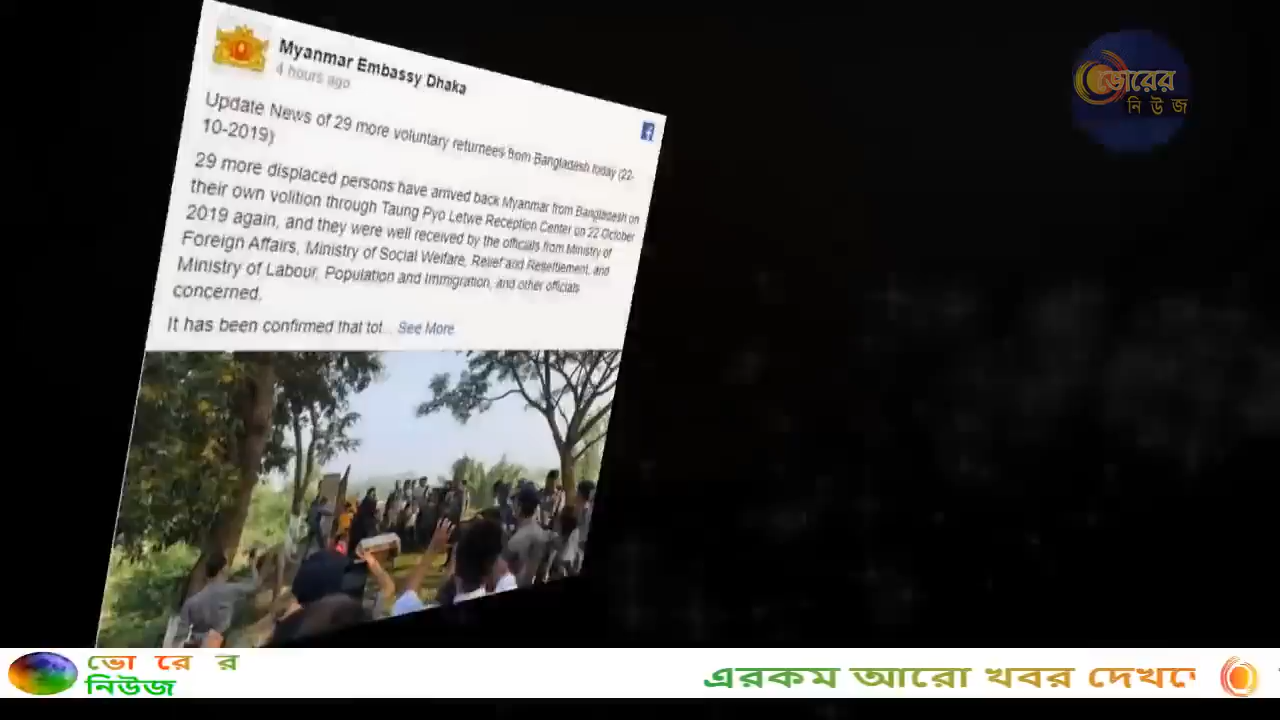 Myanmar Embassy Dhaka
4 hours ago
Update News of 29 more voluntary returnees from Bangladesh today (22-
10-2019)
29 more displaced persons have arrived back Myanmar from Bangladesh on
their own volition through Taung Pyo Letwe Reception Center on 22 October
2019 again, and they were well received by the officials from Ministry of
Foreign Affairs, Ministry of Social Welfare, Relief and Resettlement, and
Ministry of Labour, Population and Immigration, and other officials
concerned.
It has been confirmed that tot... See More
ভোরের
নিউজ
ভোরের
নিউজ
এরকম আরো খবর দেখতে